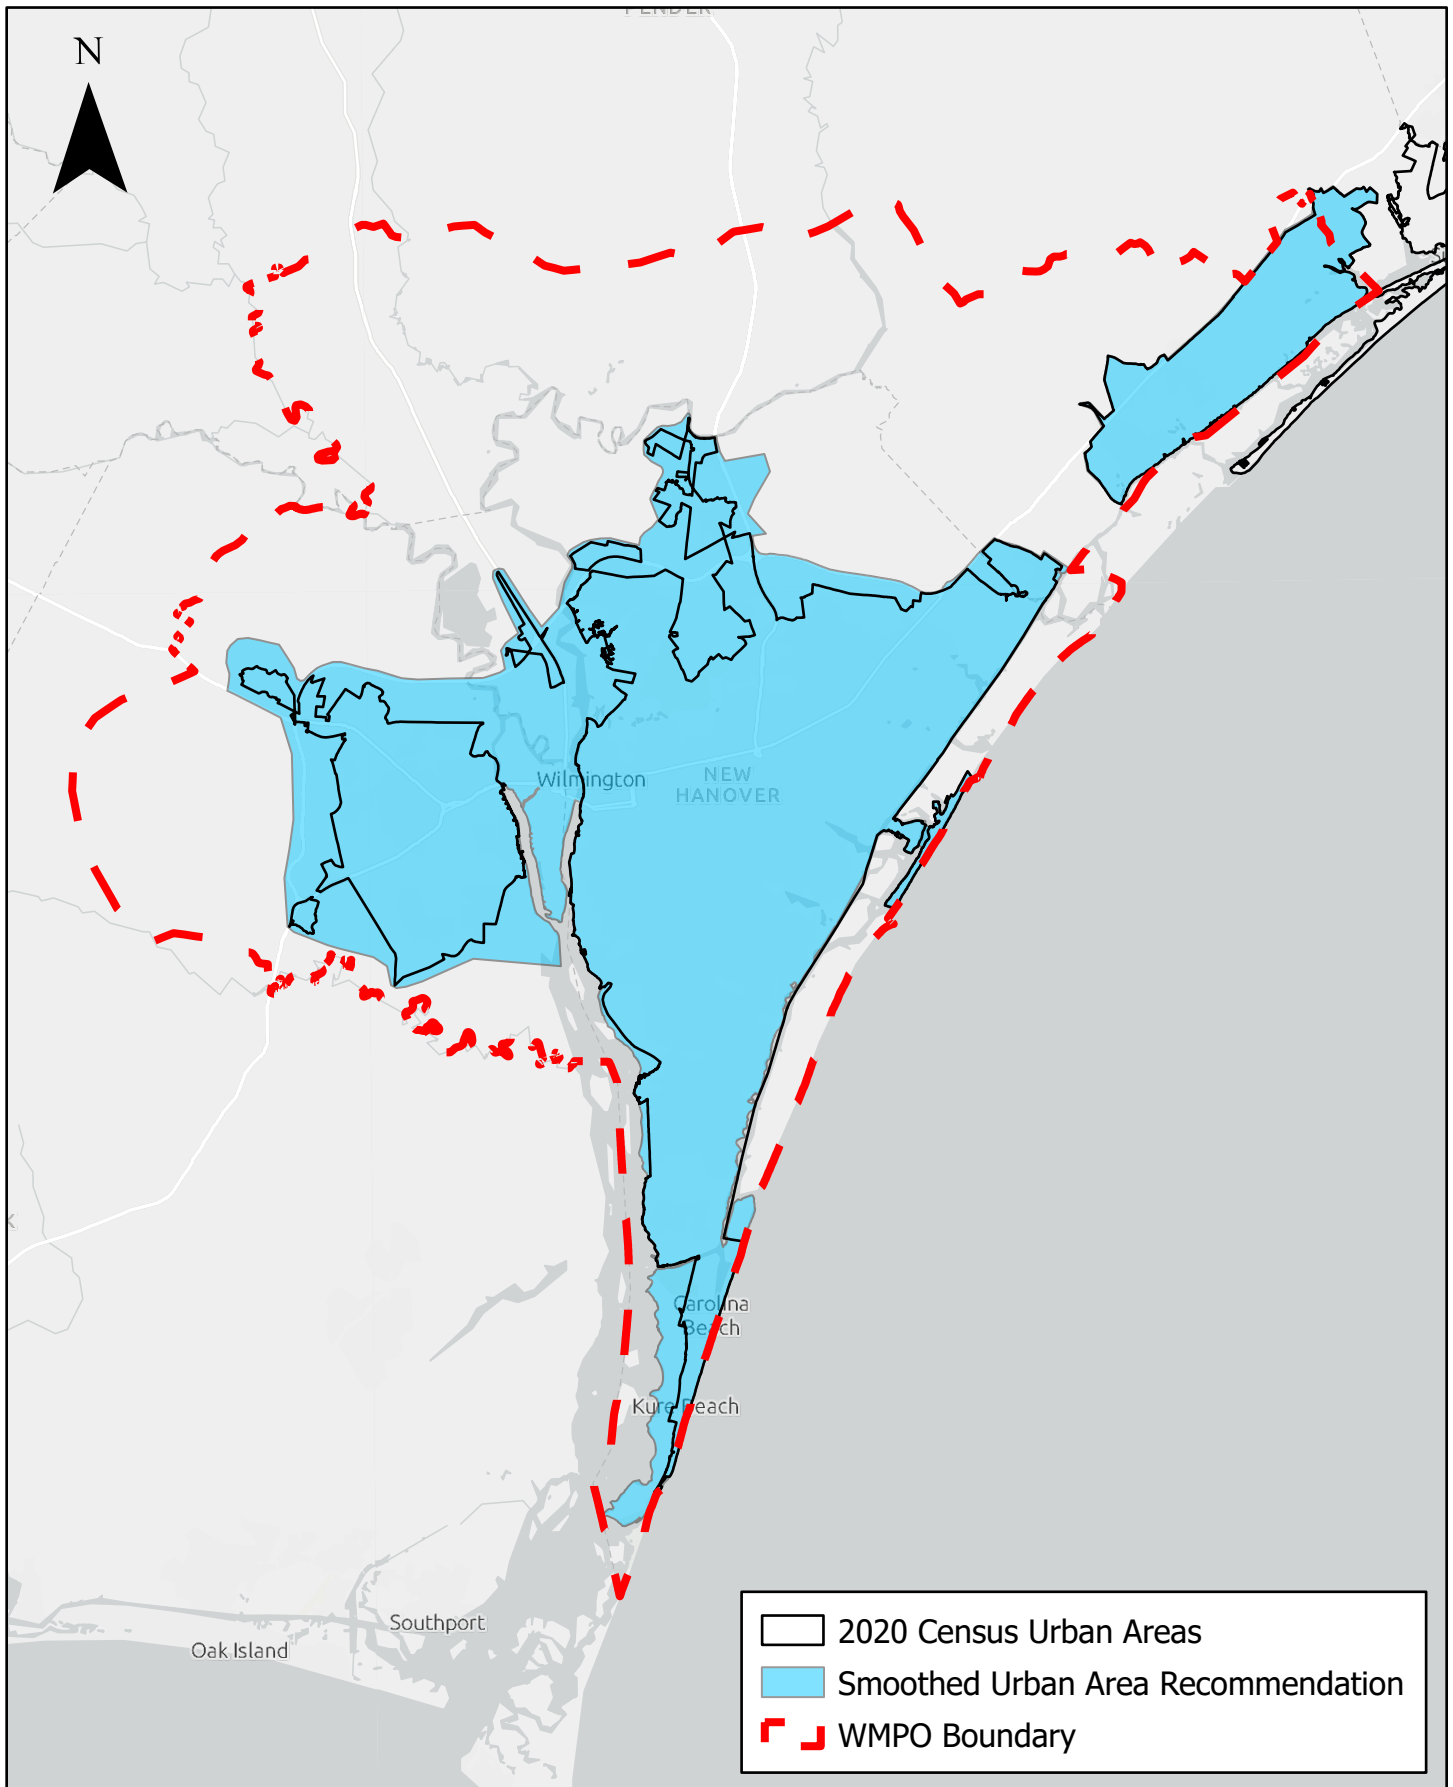 PENDER
N
Wilmington
NEW
HANOVER
Carolina
Beach
Kure Beach
Southport
Oak Island
2020 Census Urban Areas
Smoothed Urban Area Recommendation
WMPO Boundary